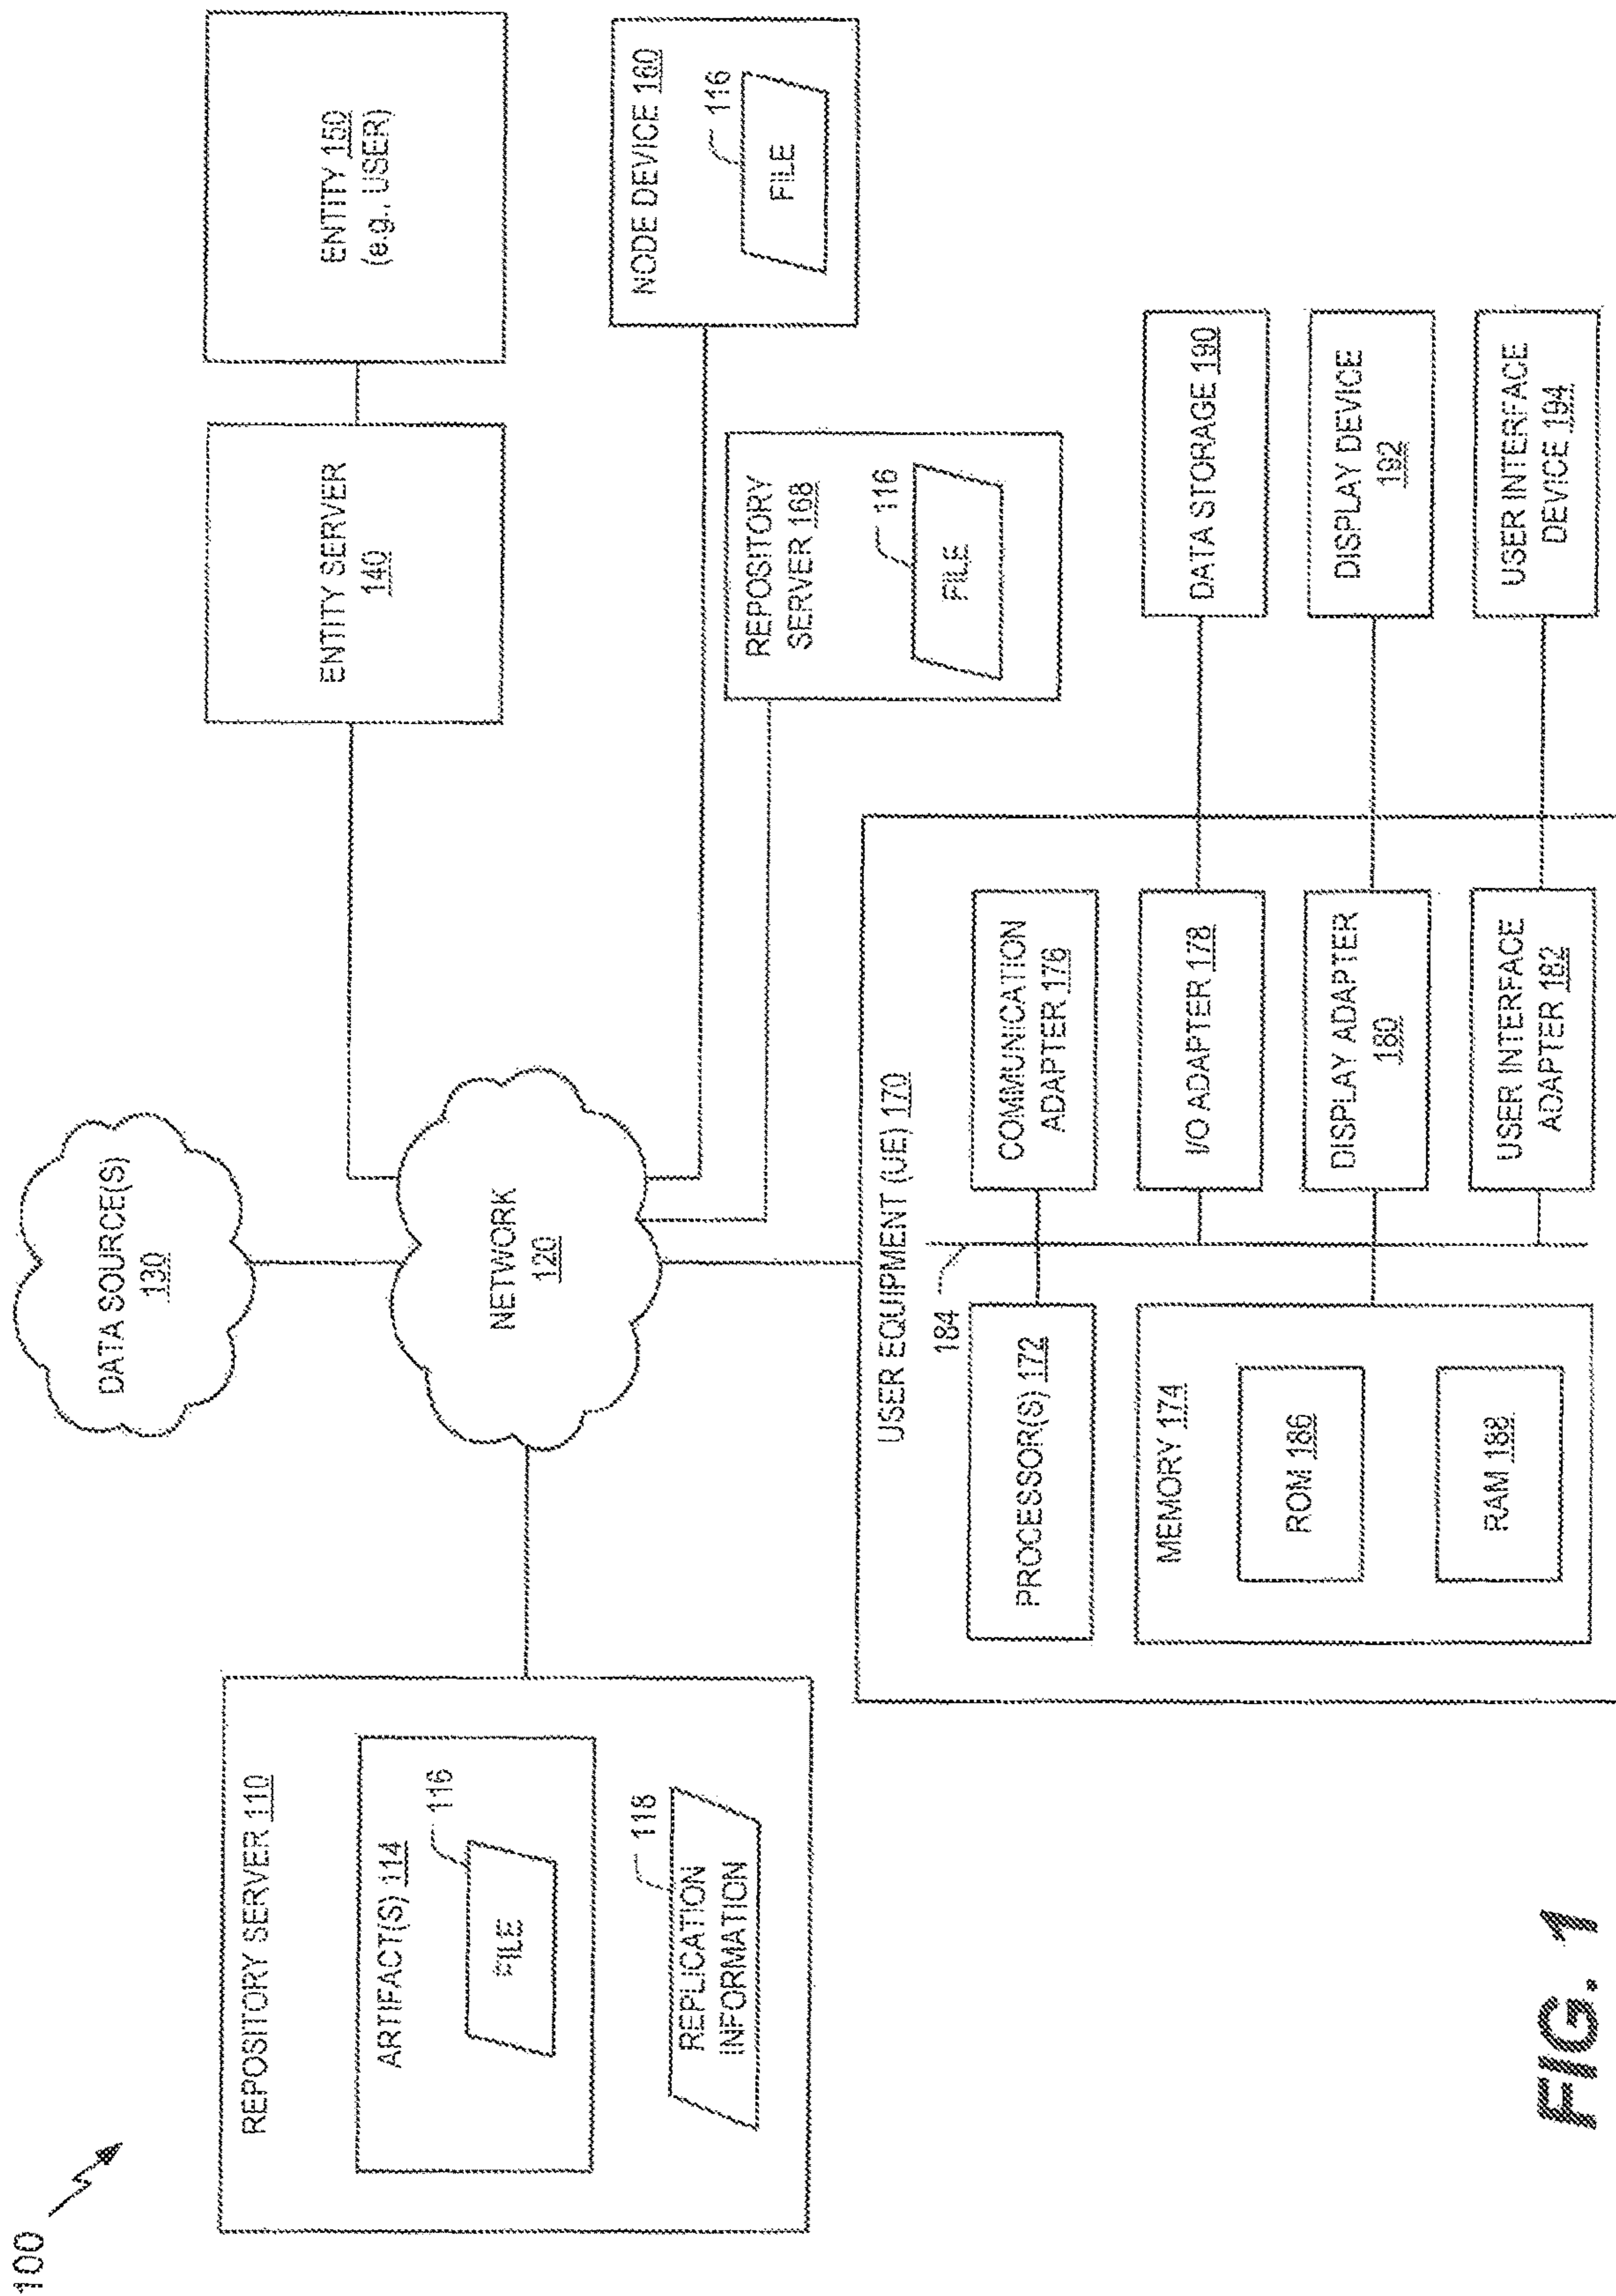 100
DATA SOURCE(S)
130
REPOSITORY SERVER 110
ARTIFACT(S) 114
116
FILE
118
REPLICATION
INFORMATION
NETWORK
120
ENTITY SERVER
140
ENTITY 150
(e.g., USER)
NODE DEVICE 160
116
FILE
REPOSITORY
SERVER 168
116
FILE
USER EQUIPMENT (UE) 170
184
PROCESSOR(S) 172
COMMUNICATION
ADAPTER 176
MEMORY 174
ROM 186
RAM 188
I/O ADAPTER 178
DATA STORAGE 190
DISPLAY ADAPTER
180
DISPLAY DEVICE
192
USER INTERFACE
ADAPTER 182
USER INTERFACE
DEVICE 194
FIG. 1